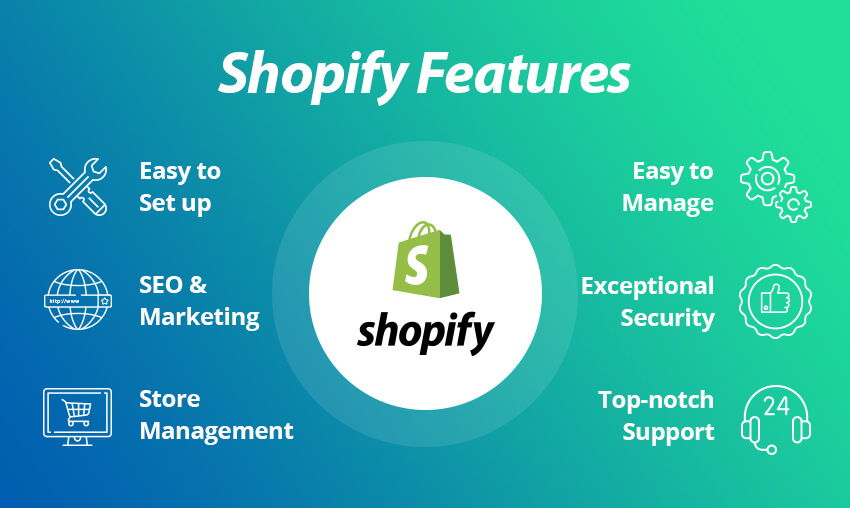 Shopify Features
Easy to
Set up
SEO &
Marketing
http://www
Store
Management
S
shopify
Easy to
Manage
Exceptional
Security
Top-notch
Support
24